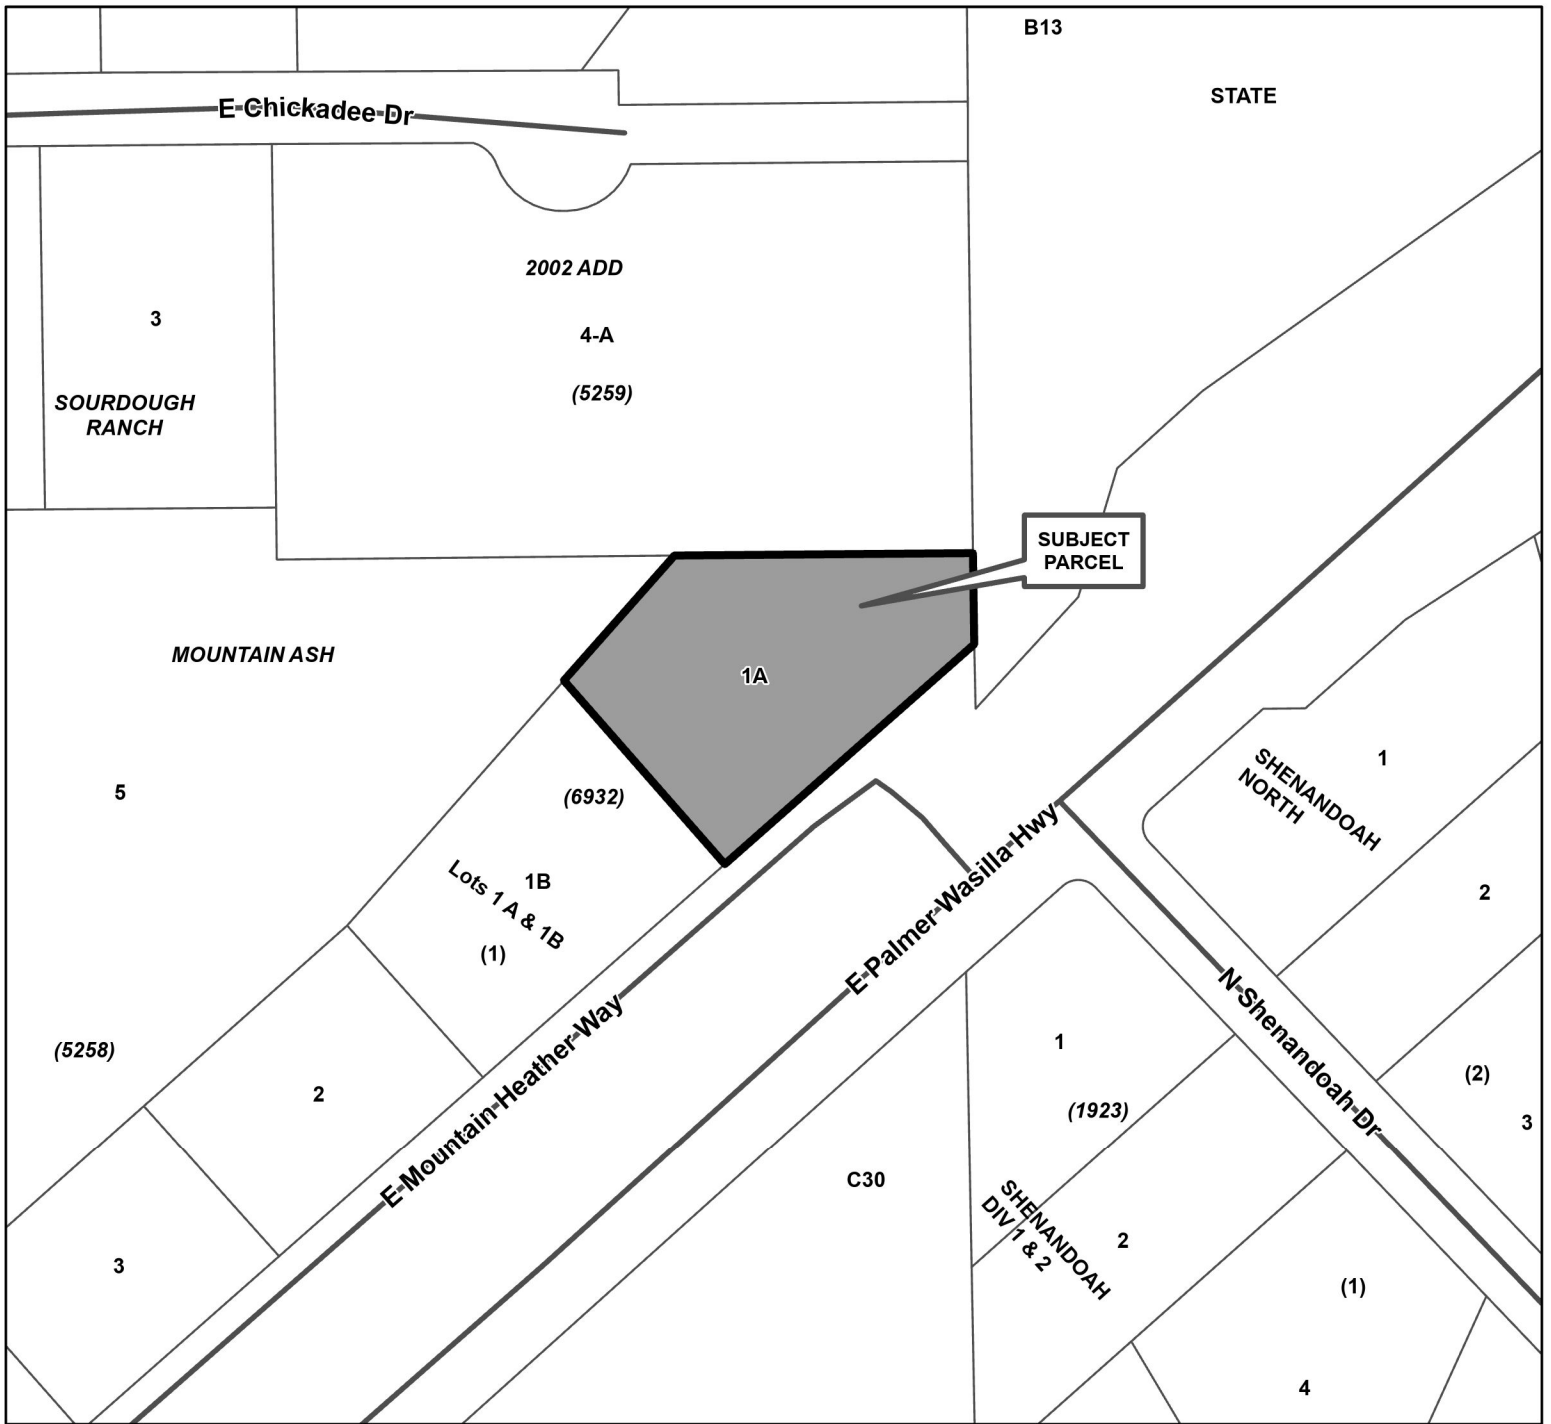 B13
STATE
E Chickadee Dr
2002 ADD
3
4-A
(5259)
SOURDOUGH
RANCH
SUBJECT
PARCEL
MOUNTAIN ASH
1A
5
(6932)
1
SHENANDOAH
NORTH
1B
Lots 1 A & 1B
(1)
2
E Palmer Wasilla Hwy
N Shenandoah Dr
E Mountain Heather Way
(5258)
2
1
(2)
(1923)
3
C30
SHENANDOAH
DIV 1 & 2
2
3
(1)
4